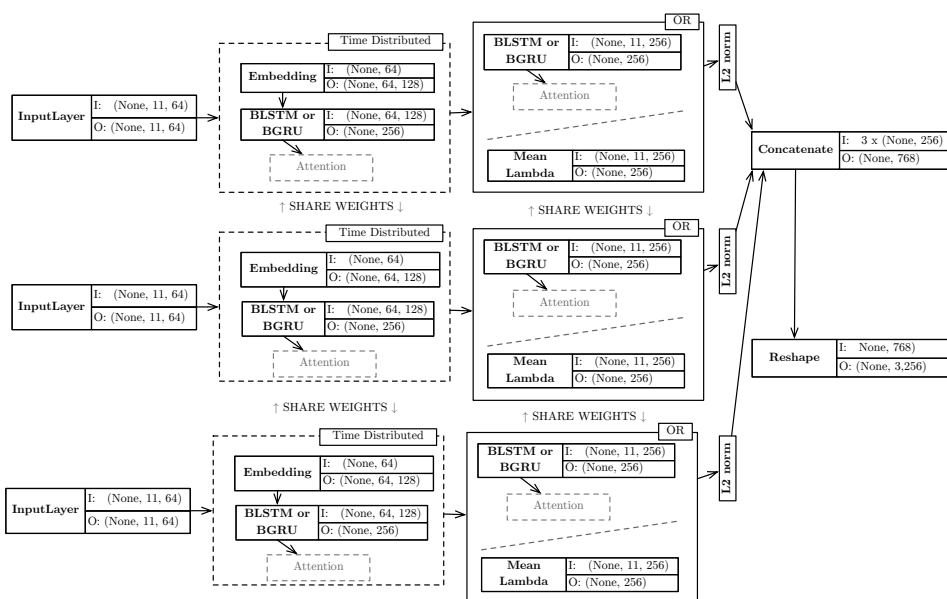 Time Distributed
OR
InputLayer
I: (None, 11, 64)
O: (None, 11, 64)
Embedding
I: (None, 64)
O: (None, 64, 128)
BLSTM or
BGRU
I: (None, 64, 128)
O: (None, 256)
Attention
BLSTM or
BGRU
I: (None, 11, 256)
O: (None, 256)
Attention
Mean
Lambda
I: (None, 11, 256)
O: (None, 256)
L2 norm
Concatenate
I: 3 x (None, 256)
O: (None, 768)
↑ SHARE WEIGHTS ↓
↑ SHARE WEIGHTS ↓
Time Distributed
OR
InputLayer
I: (None, 11, 64)
O: (None, 11, 64)
Embedding
I: (None, 64)
O: (None, 64, 128)
BLSTM or
BGRU
I: (None, 64, 128)
O: (None, 256)
Attention
BLSTM or
BGRU
I: (None, 11, 256)
O: (None, 256)
Attention
Mean
Lambda
I: (None, 11, 256)
O: (None, 256)
L2 norm
Reshape
I: None, 768)
O: (None, 3,256)
↑ SHARE WEIGHTS ↓
↑ SHARE WEIGHTS ↓
Time Distributed
OR
InputLayer
I: (None, 11, 64)
O: (None, 11, 64)
Embedding
I: (None, 64)
O: (None, 64, 128)
BLSTM or
BGRU
I: (None, 64, 128)
O: (None, 256)
Attention
BLSTM or
BGRU
I: (None, 11, 256)
O: (None, 256)
Attention
Mean
Lambda
I: (None, 11, 256)
O: (None, 256)
L2 norm